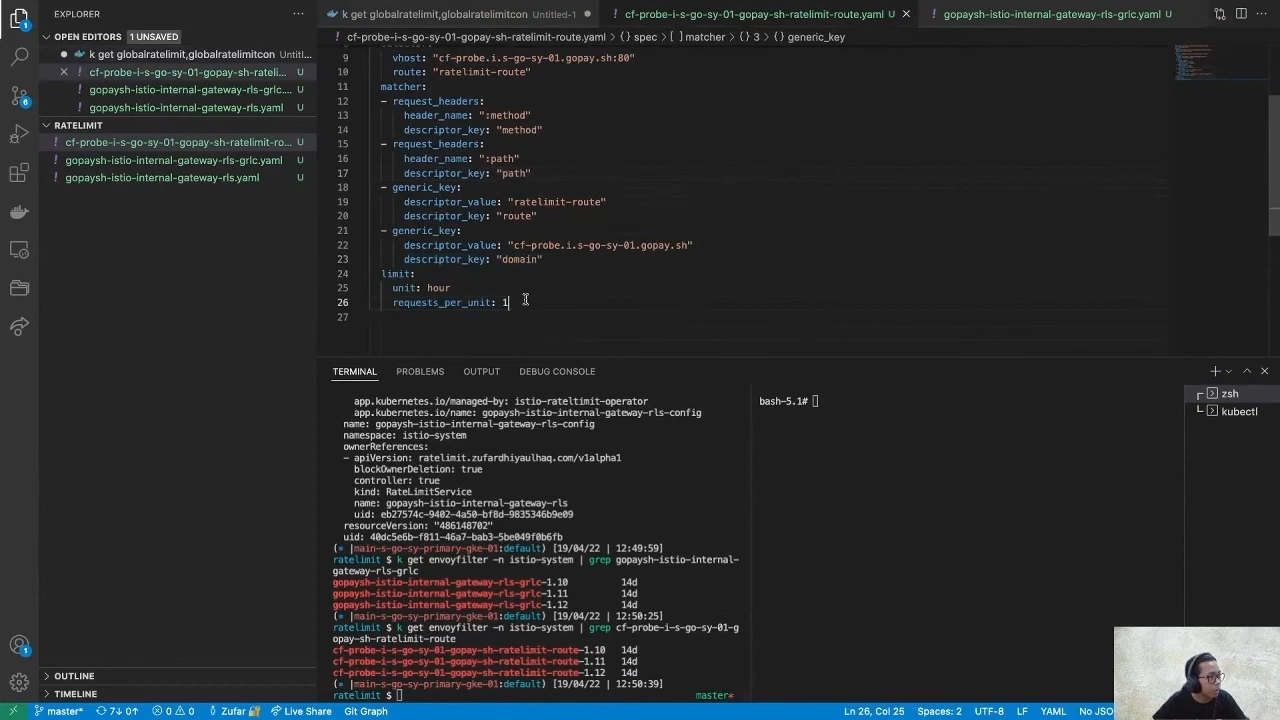 EXPLORER
k get globalratelimit,globalratelimitcon Untitled-1
cf-probe-i-s-go-sy-01-gopay-sh-ratelimit-route.yaml U
gopaysh-istio-internal-gateway-rls-grlc.yaml U
OPEN EDITORS 1 UNSAVED
k get globalratelimit,globalratelimitcon Untitl...
cf-probe-i-s-go-sy-01-gopay-sh-rateli... U
gopaysh-istio-internal-gateway-rls-grlc.... U
gopaysh-istio-internal-gateway-rls.yaml U
RATELIMIT
cf-probe-i-s-go-sy-01-gopay-sh-ratelimit-ro... U
gopaysh-istio-internal-gateway-rls-grlc.yaml U
gopaysh-istio-internal-gateway-rls.yaml U
OUTLINE
TIMELINE
1
6
1
cf-probe-i-s-go-sy-01-gopay-sh-ratelimit-route.yaml › {} spec › [ ] matcher › {} 3 › {} generic_key
9 vhost: "cf-probe.i.s-go-sy-01.gopay.sh:80"
10 route: "ratelimit-route"
11 matcher:
12 - request_headers:
13 header_name: ":method"
14 descriptor_key: "method"
15 - request_headers:
16 header_name: ":path"
17 descriptor_key: "path"
18 - generic_key:
19 descriptor_value: "ratelimit-route"
20 descriptor_key: "route"
21 - generic_key:
22 descriptor_value: "cf-probe.i.s-go-sy-01.gopay.sh"
23 descriptor_key: "domain"
24 limit:
25 unit: hour
26 requests_per_unit: 1
27
TERMINAL PROBLEMS OUTPUT DEBUG CONSOLE
app.kubernetes.io/managed-by: istio-rateltimit-operator
app.kubernetes.io/name: gopaysh-istio-internal-gateway-rls-config
name: gopaysh-istio-internal-gateway-rls-config
namespace: istio-system
ownerReferences:
- apiVersion: ratelimit.zufardhiyaulhaq.com/v1alpha1
blockOwnerDeletion: true
controller: true
kind: RateLimitService
name: gopaysh-istio-internal-gateway-rls
uid: eb27574c-9402-4a50-bf8d-9835346b9e09
resourceVersion: "486148702"
uid: 40dc5e6b-f811-46a7-bab3-5be049f0b6fb
(* |main-s-go-sy-primary-gke-01:default) [19/04/22 | 12:49:59]
ratelimit $ k get envoyfilter -n istio-system | grep gopaysh-istio-internal-
gateway-rls-grlc
gopaysh-istio-internal-gateway-rls-grlc-1.10 14d
gopaysh-istio-internal-gateway-rls-grlc-1.11 14d
gopaysh-istio-internal-gateway-rls-grlc-1.12 14d
(* |main-s-go-sy-primary-gke-01:default) [19/04/22 | 12:50:25]
ratelimit $ k get envoyfilter -n istio-system | grep cf-probe-i-s-go-sy-01-g
opay-sh-ratelimit-route
cf-probe-i-s-go-sy-01-gopay-sh-ratelimit-route-1.10 14d
cf-probe-i-s-go-sy-01-gopay-sh-ratelimit-route-1.11 14d
cf-probe-i-s-go-sy-01-gopay-sh-ratelimit-route-1.12 14d
(* |main-s-go-sy-primary-gke-01:default) [19/04/22 | 12:50:39]
ratelimit $ master*
bash-5.1#
zsh
kubectl
master* 7↓ 0↑ 0 0 Zufar Live Share Git Graph
Ln 26, Col 25 Spaces: 2 UTF-8 LF YAML No JSO